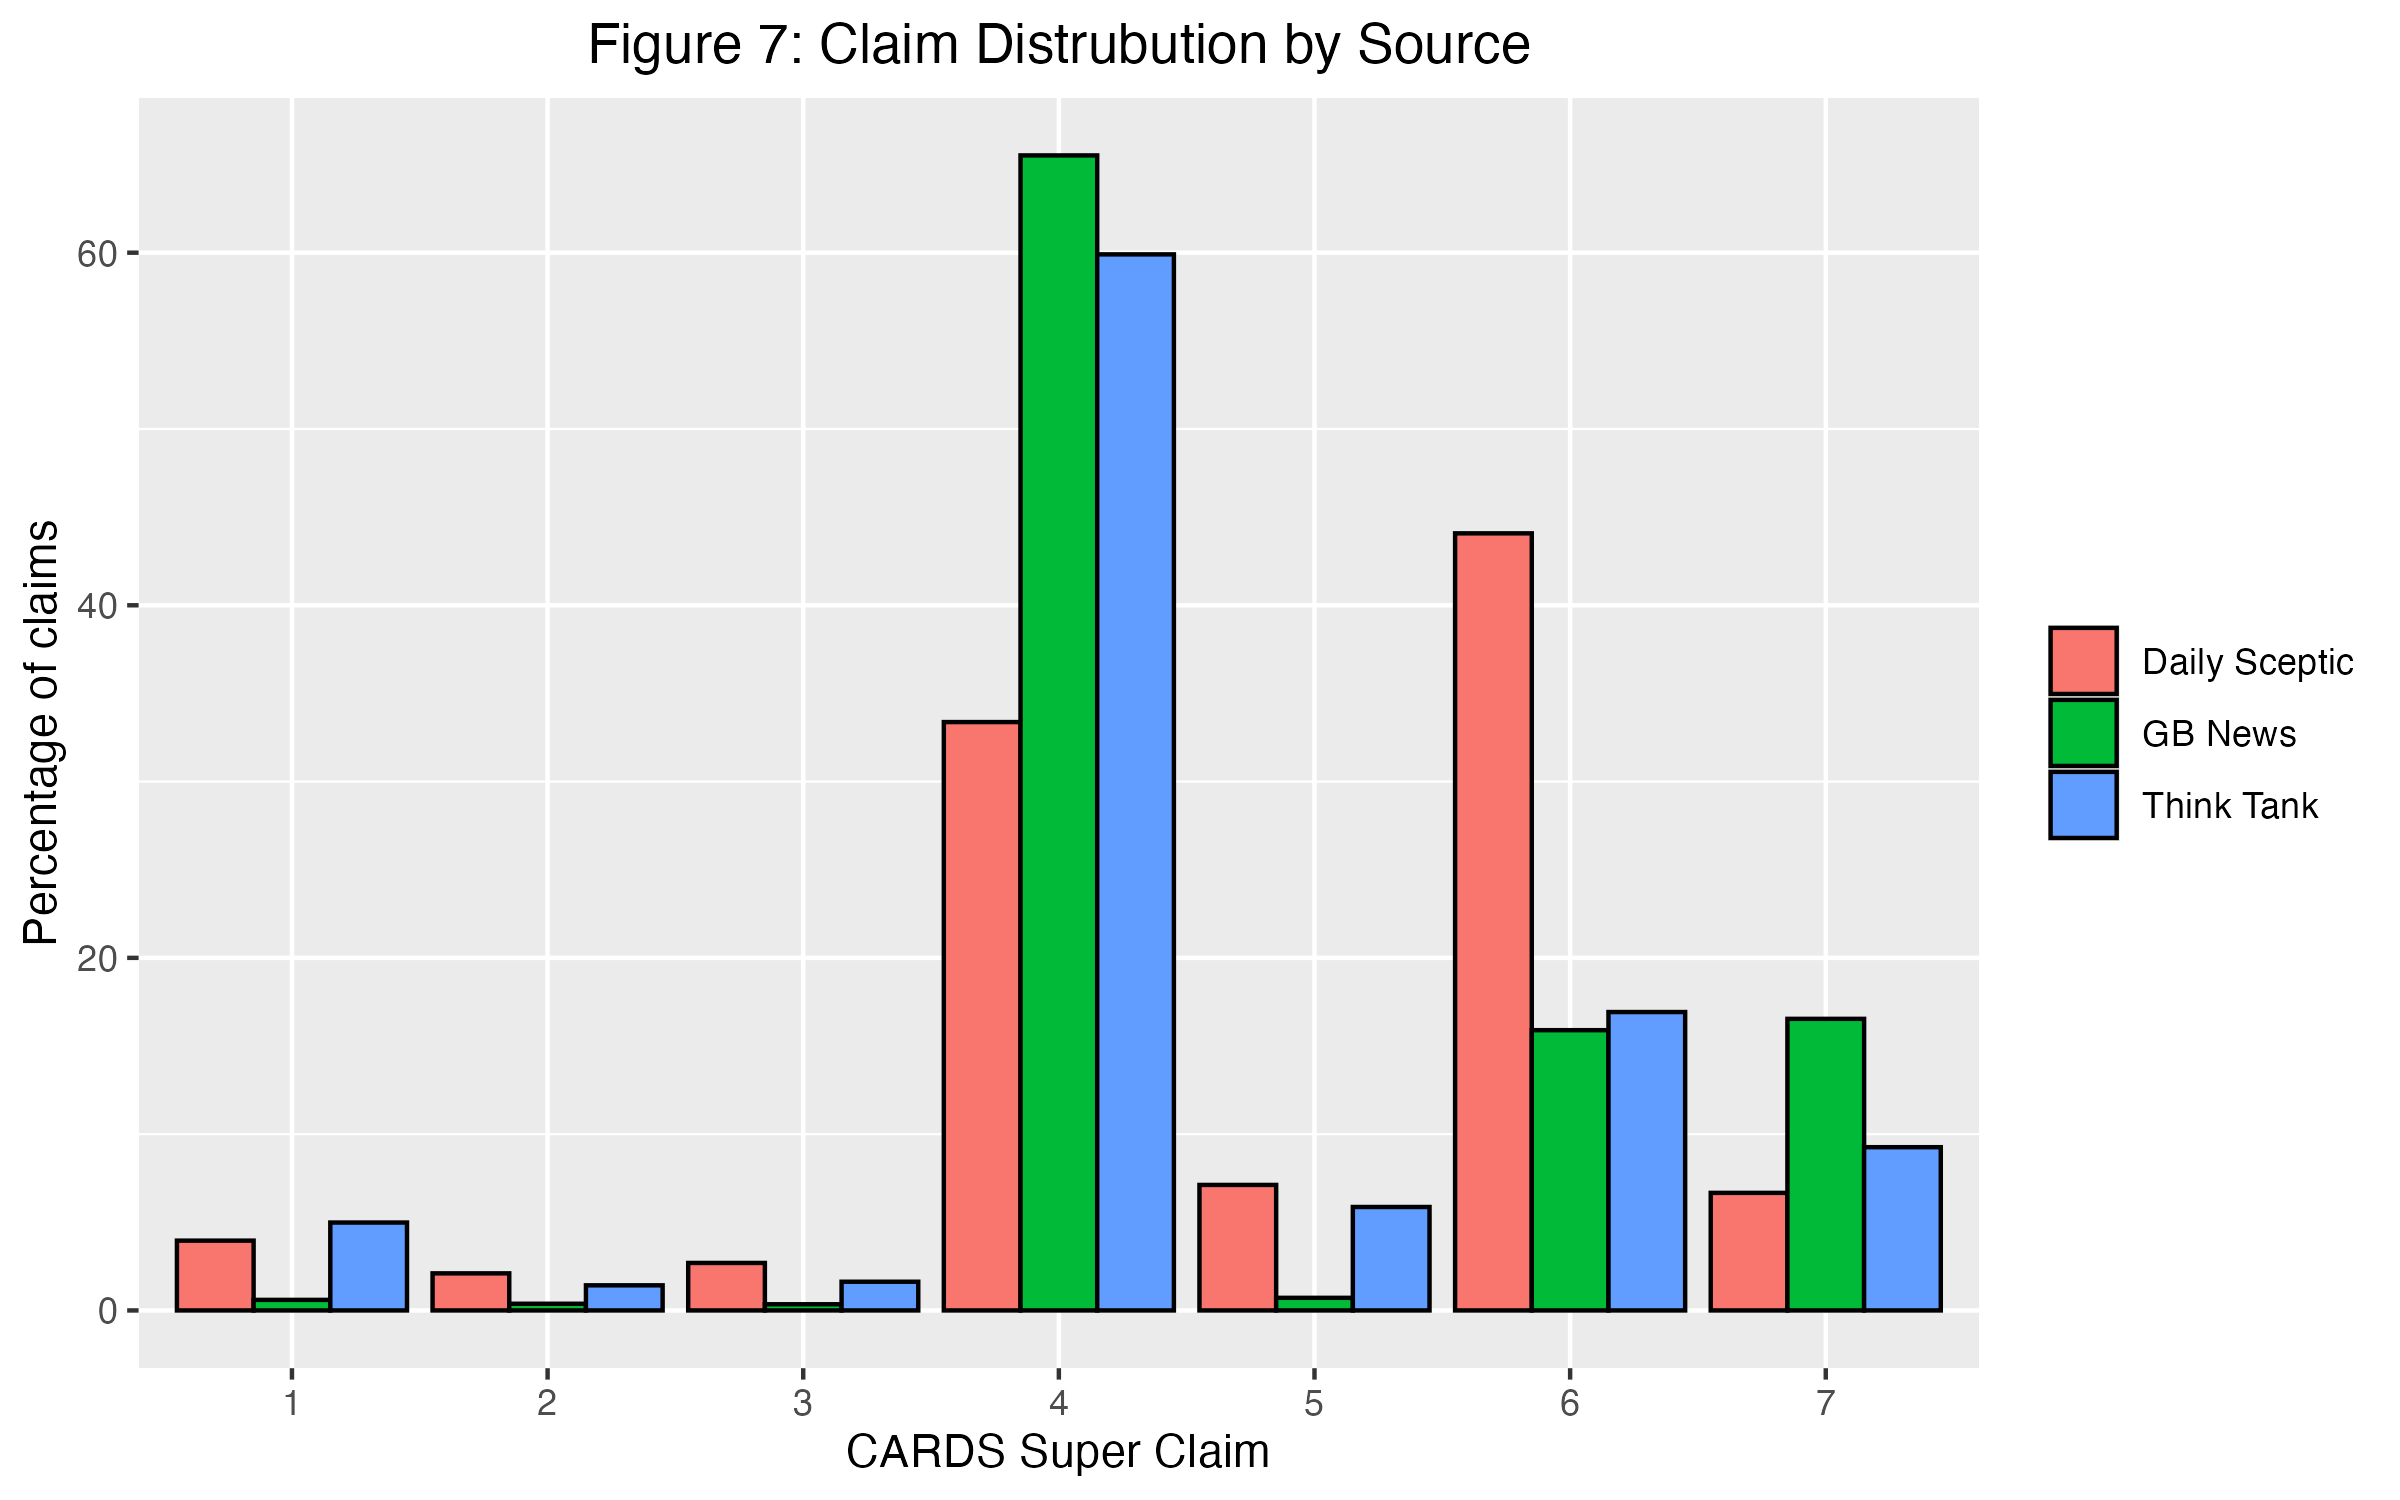 Figure 7: Claim Distrubution by Source
Percentage of claims
60
40
20
0
1 2 3 4 5 6 7
CARDS Super Claim
Daily Sceptic
GB News
Think Tank